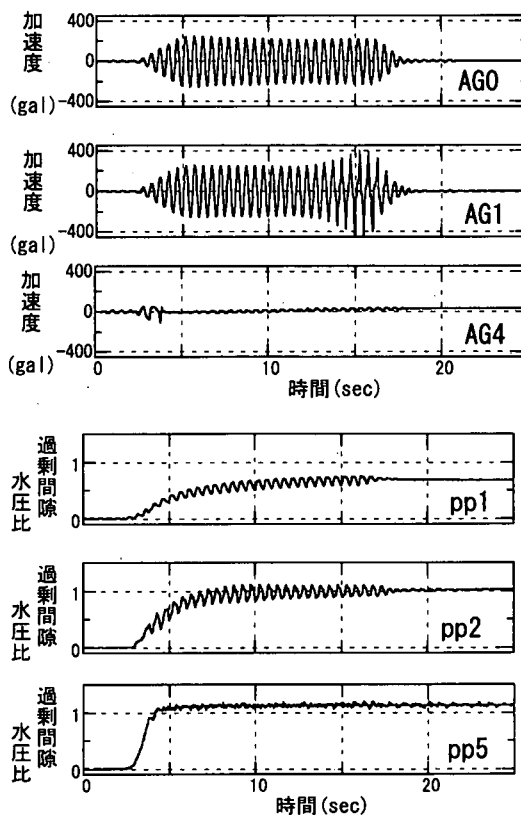 加速度
(gal)
400
0
-400
AG0
加速度
(gal)
400
0
-400
AG1
加速度
(gal)
400
0
-400
AG4
0
10
20
時間(sec)
過剰間隙
水圧比
1
0
pp1
過剰間隙
水圧比
1
0
pp2
過剰間隙
水圧比
1
0
pp5
0
10
20
時間(sec)